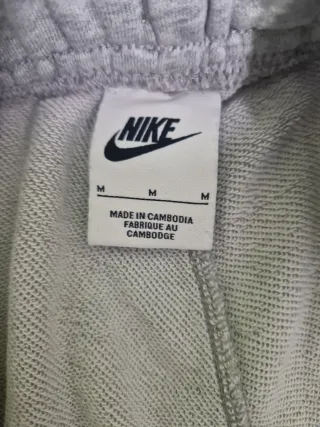 NIKE
M M M
MADE IN CAMBODIA
FABRIQUE AU
CAMBODGE